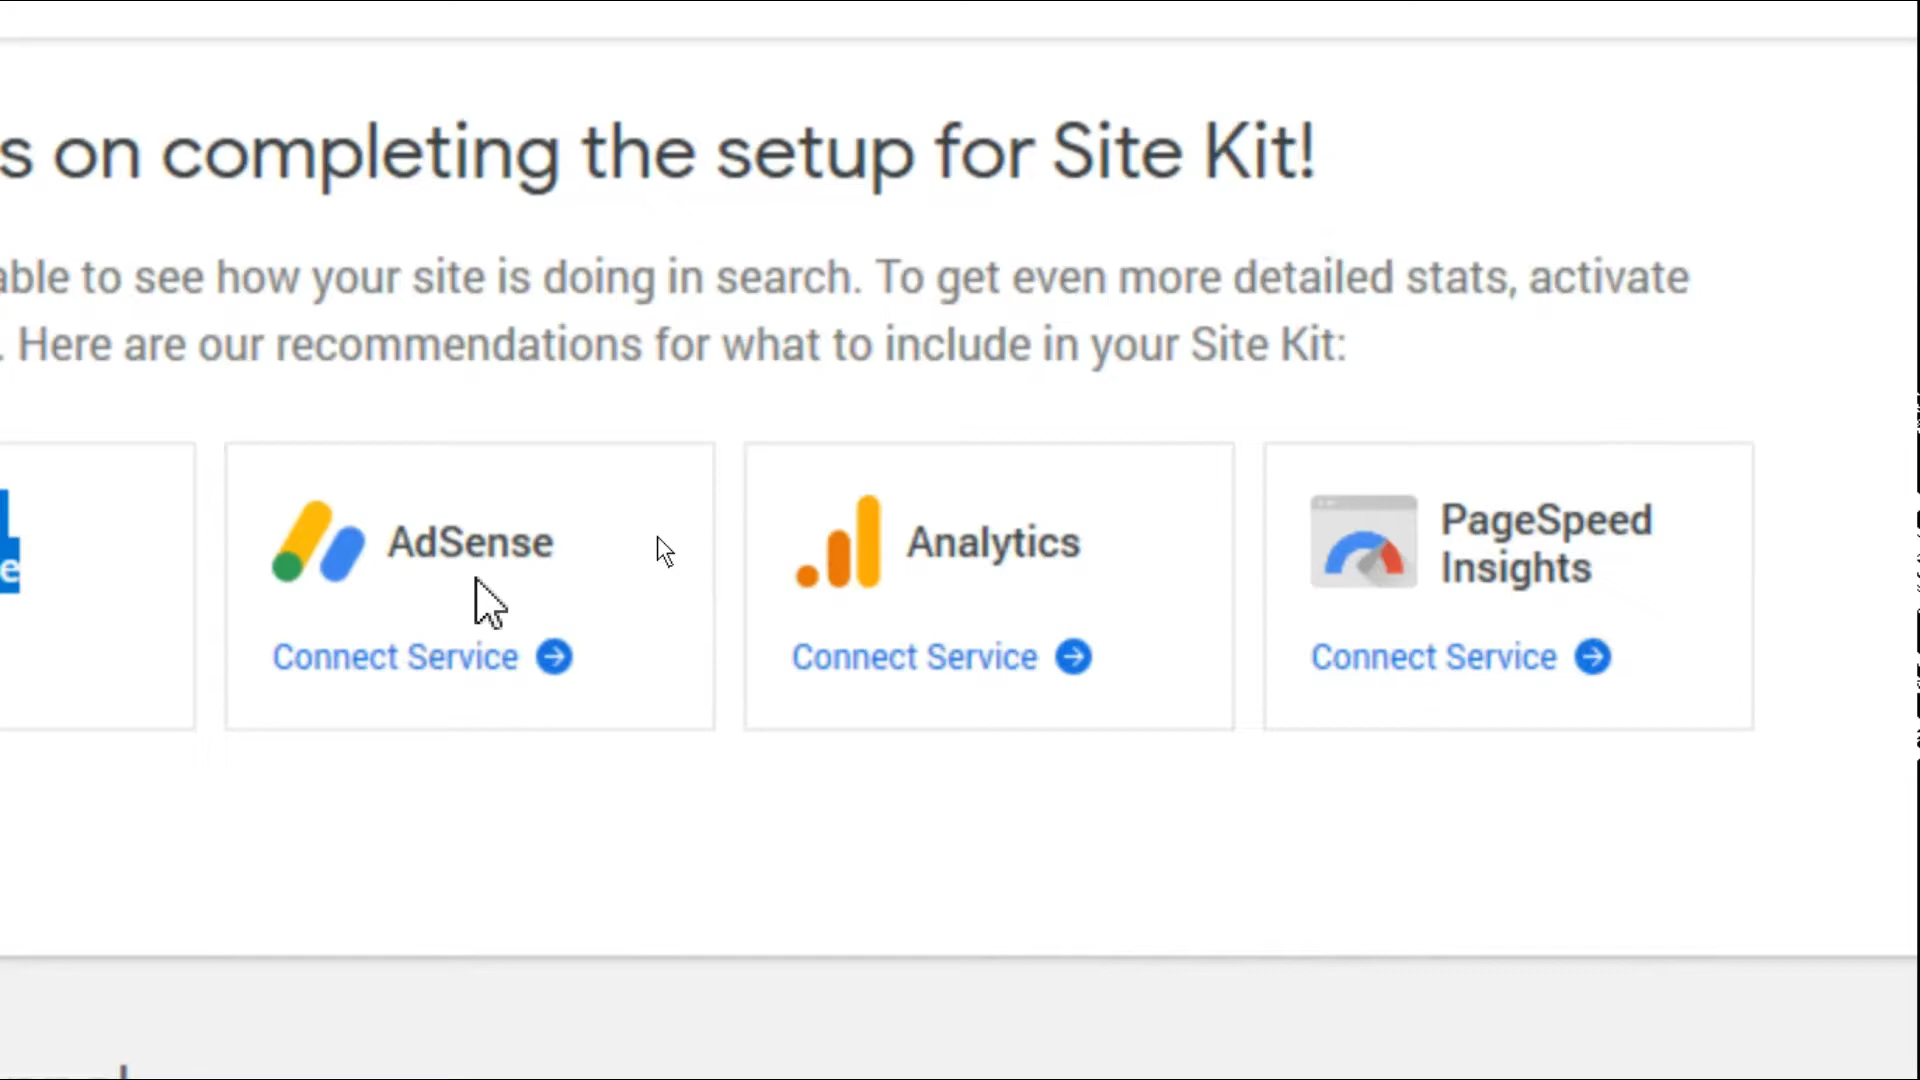 s on completing the setup for Site Kit!
able to see how your site is doing in search. To get even more detailed stats, activate
. Here are our recommendations for what to include in your Site Kit:
e
AdSense
Analytics
PageSpeed
Insights
Connect Service
Connect Service
Connect Service